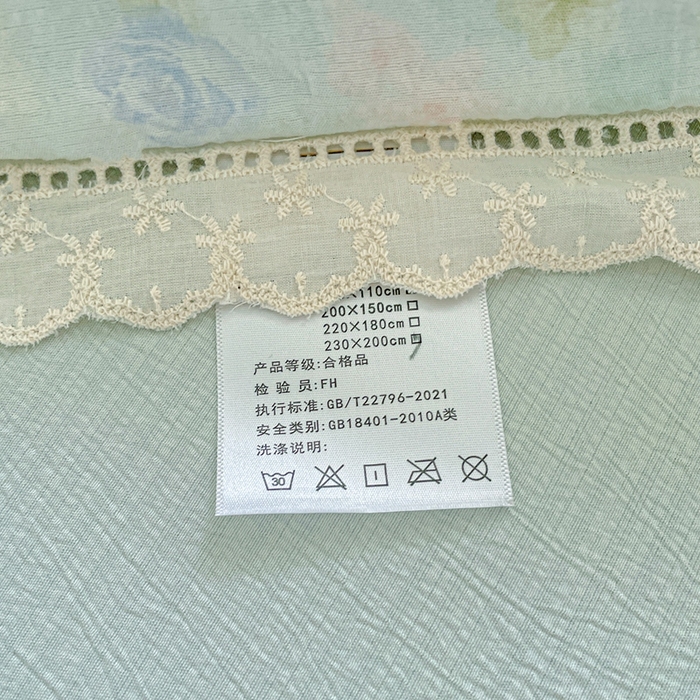 ×110cm
200×150cm □
220×180cm □
230×200cm ☑
产品等级:合格品
检 验 员:FH
执行标准:GB/T22796-2021
安全类别:GB18401-2010A类
洗涤说明:
30